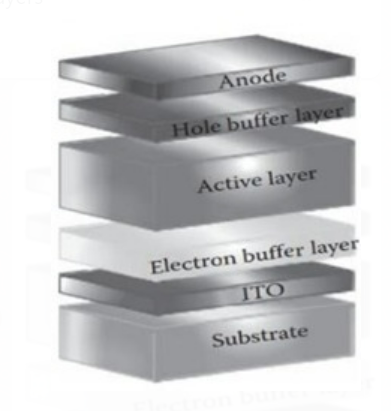 Anode
Hole buffer layer
Active layer
Electron buffer layer
ITO
Substrate